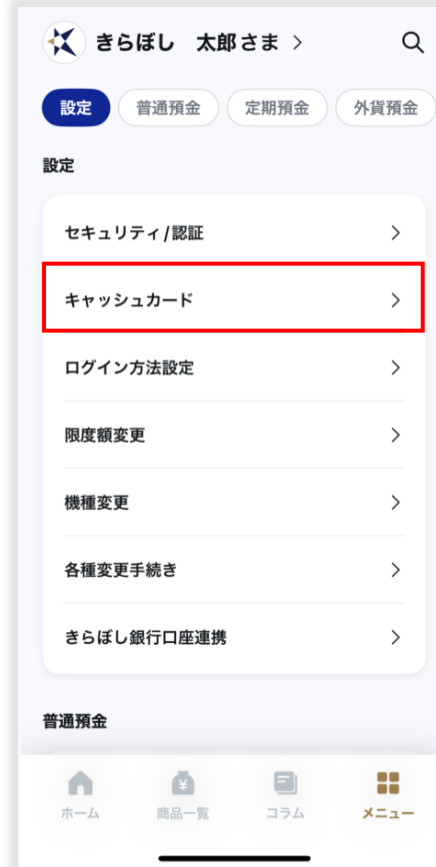 きらぼし　太郎さま
設定 普通預金 定期預金 外貨預金
設定
セキュリティ/認証
キャッシュカード
ログイン方法設定
限度額変更
機種変更
各種変更手続き
きらぼし銀行口座連携
普通預金
ホーム 商品一覧 コラム メニュー